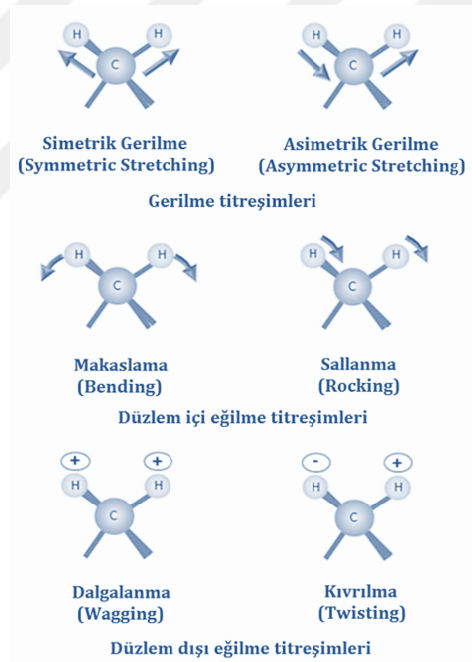 H H
C
H H
C
Simetrik Gerilme Asimetrik Gerilme
(Symmetric Stretching) (Asymmetric Stretching)
Gerilme titreşimleri
H H
C
H H
C
Makaslama Sallanma
(Bending) (Rocking)
Düzlem içi eğilme titreşimleri
+ + - +
H H H H
C C
Dalgalanma Kıvrılma
(Wagging) (Twisting)
Düzlem dışı eğilme titreşimleri